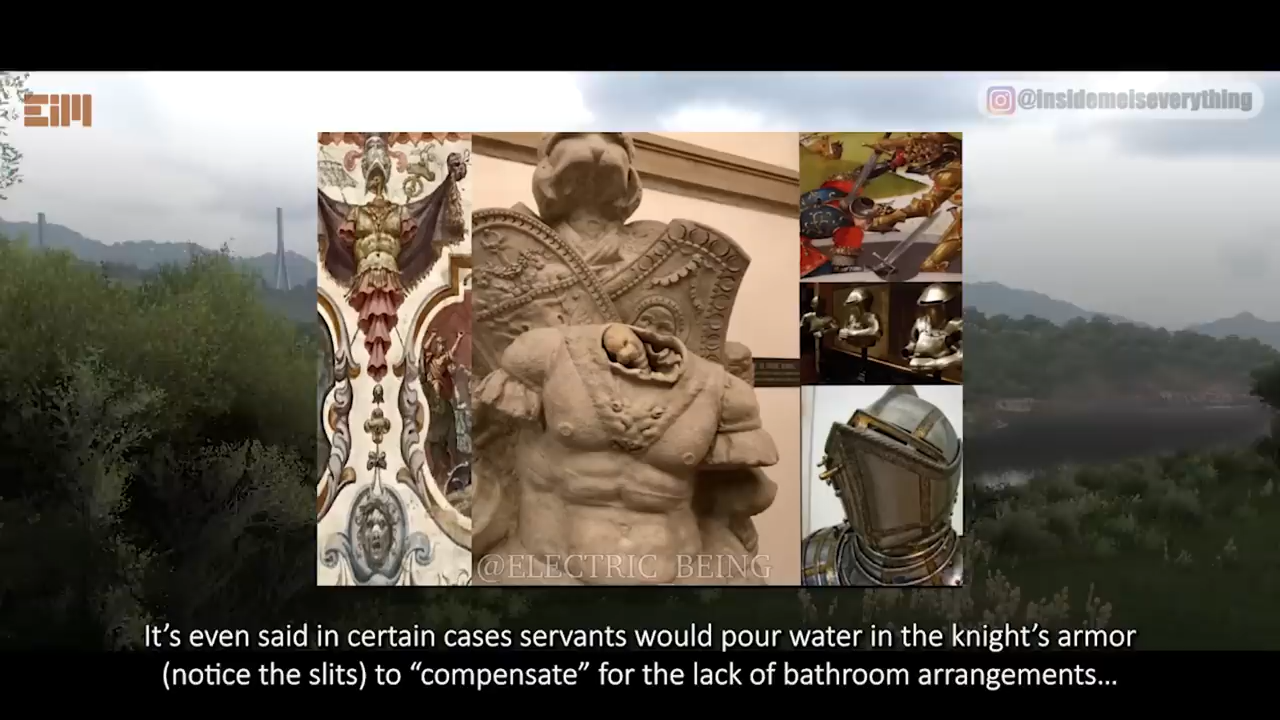 EiM
@insidemeiseverything
@ELECTRIC_BEING
It’s even said in certain cases servants would pour water in the knight’s armor
(notice the slits) to “compensate” for the lack of bathroom arrangements...